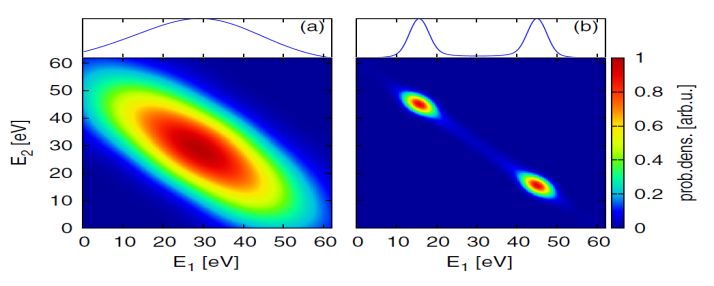 (a)
(b)
60
50
40
30
20
10
0
E2 [eV]
0 10 20 30 40 50 60
E1 [eV]
0 10 20 30 40 50 60
E1 [eV]
1
0.8
0.6
0.4
0.2
0
prob.dens. [arb.u.]